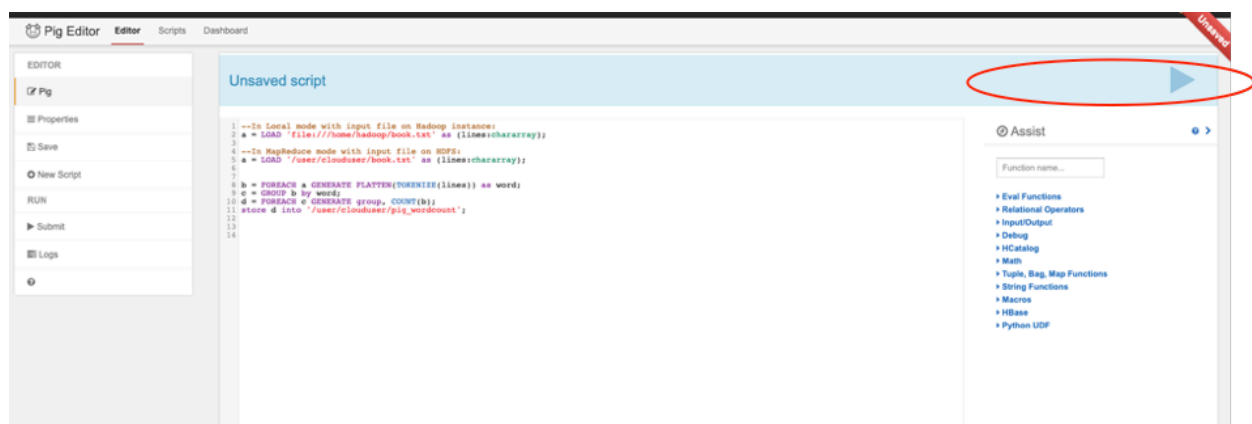 Pig Editor Editor Scripts Dashboard
Unsaved
EDITOR
Pig
Properties
Save
New Script
RUN
Submit
Logs
Unsaved script
1 --In Local mode with input file on Hadoop instance:
2 a = LOAD 'file:///home/hadoop/book.txt' as (lines:chararray);
3
4 --In MapReduce mode with input file on HDFS:
5 a = LOAD '/user/clouduser/book.txt' as (lines:chararray);
6
7
8 b = FOREACH a GENERATE FLATTEN(TOKENIZE(lines)) as word;
9 c = GROUP b by word;
10 d = FOREACH c GENERATE group, COUNT(b);
11 store d into '/user/clouduser/pig_wordcount';
12
13
14
Assist
Function name...
Eval Functions
Relational Operators
Input/Output
Debug
HCatalog
Math
Tuple, Bag, Map Functions
String Functions
Macros
HBase
Python UDF